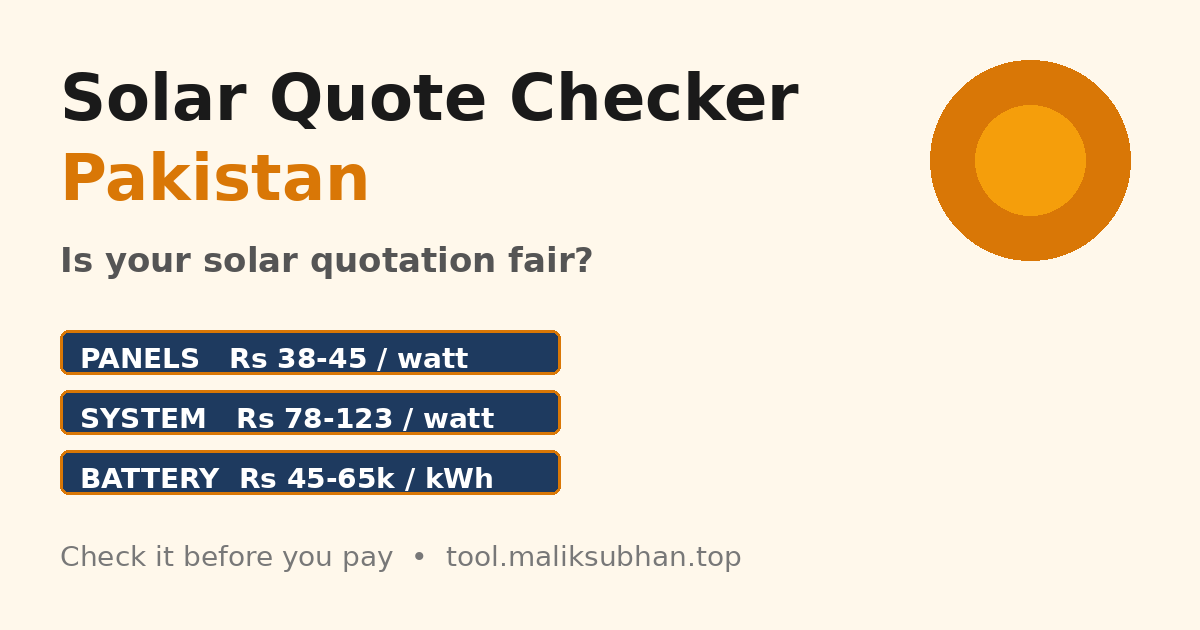 Solar Quote Checker
Pakistan
Is your solar quotation fair?
PANELS Rs 38-45 / watt
SYSTEM Rs 78-123 / watt
BATTERY Rs 45-65k / kWh
Check it before you pay • tool.maliksubhan.top